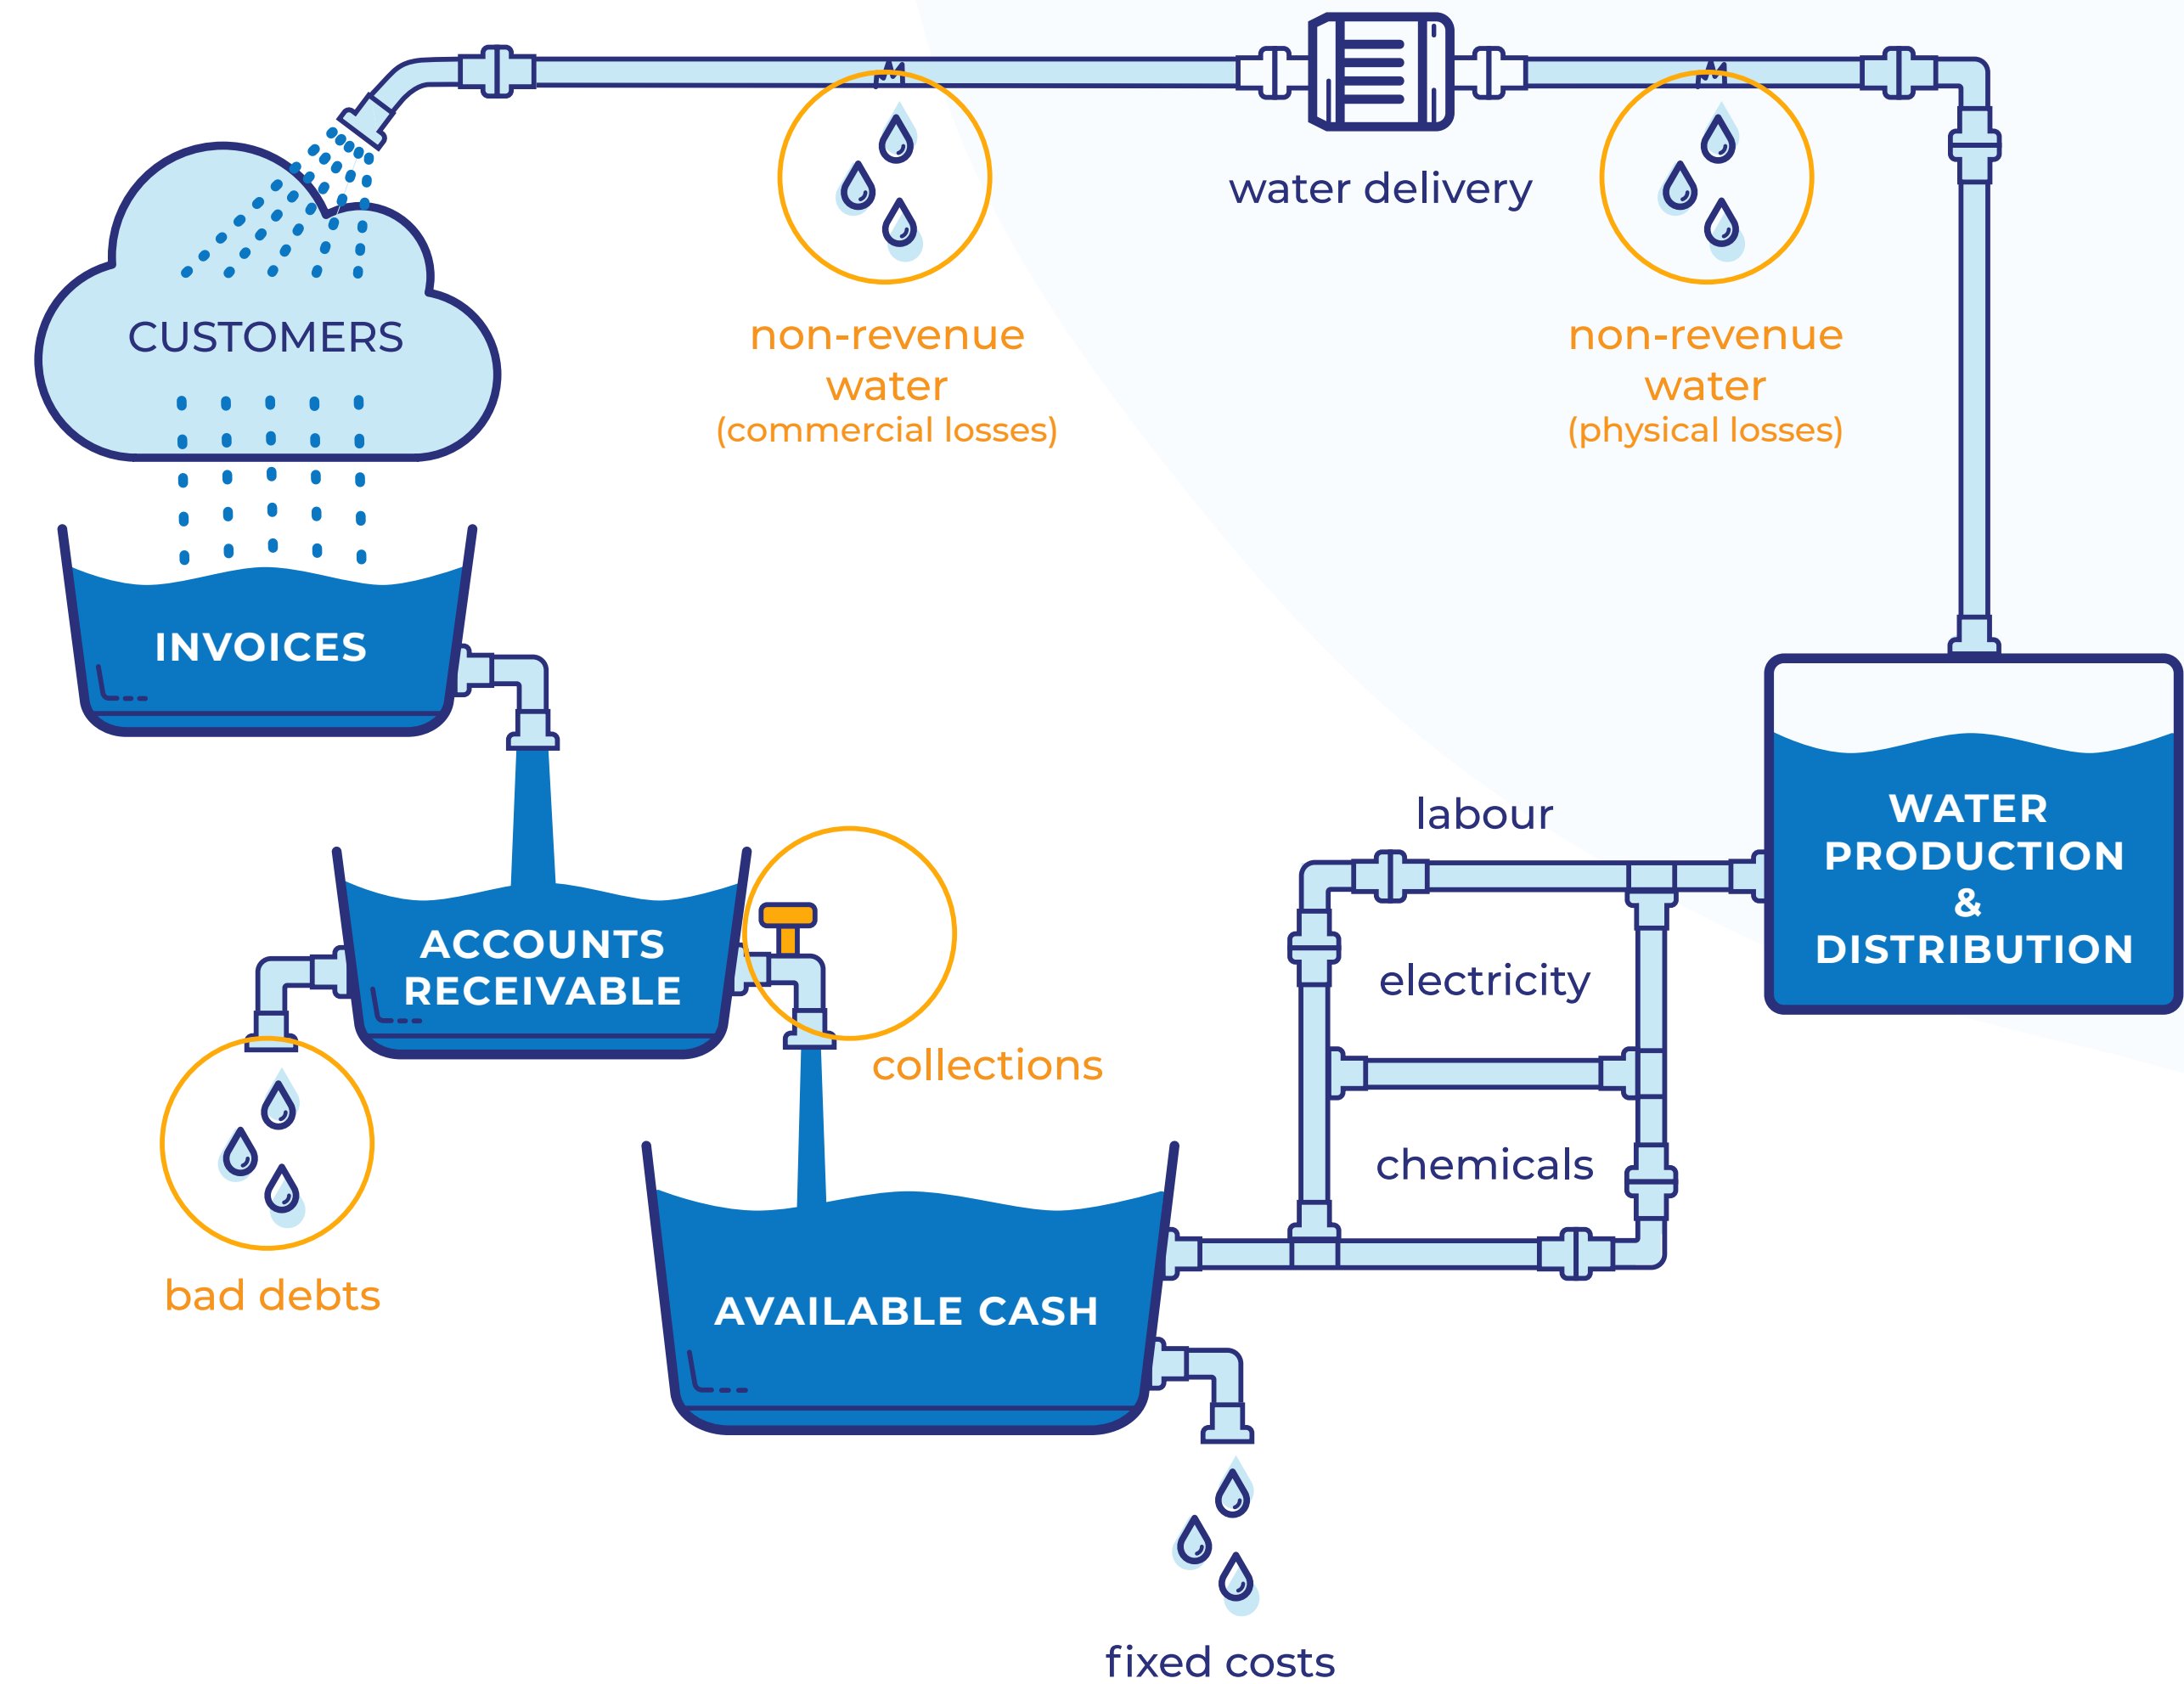 water delivery
CUSTOMERS
non-revenue
water
(commercial losses)
non-revenue
water
(physical losses)
INVOICES
WATER
PRODUCTION
&
DISTRIBUTION
labour
electricity
chemicals
ACCOUNTS
RECEIVABLE
collections
bad debts
AVAILABLE CASH
fixed costs